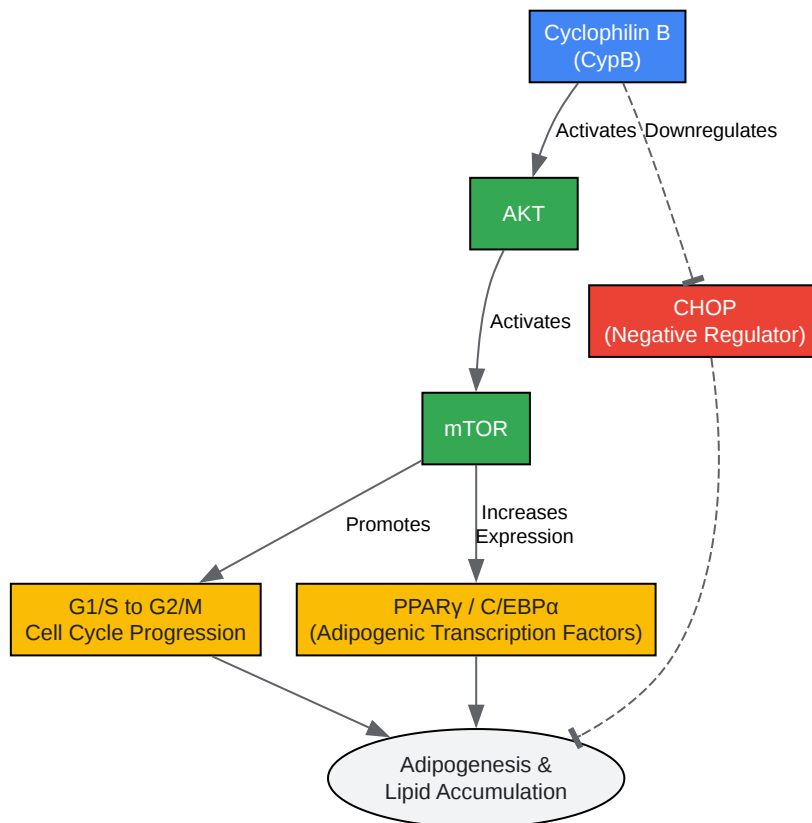 Cyclophilin B
(CypB)
Activates
Downregulates
AKT
CHOP
(Negative Regulator)
Activates
mTOR
Promotes
Increases
Expression
G1/S to G2/M
Cell Cycle Progression
PPARγ / C/EBPα
(Adipogenic Transcription Factors)
Adipogenesis &
Lipid Accumulation